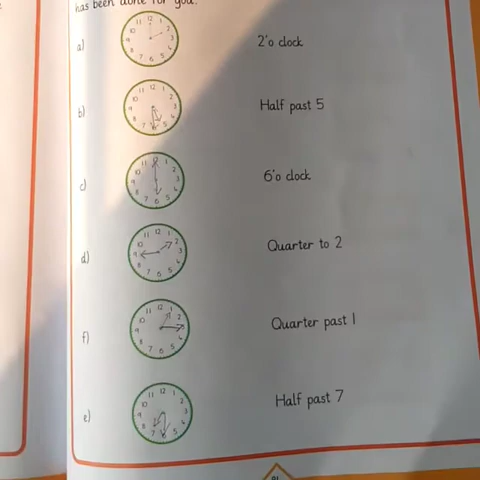 has been done for you.
a) 2'o clock
b) Half past 5
c) 6'o clock
d) Quarter to 2
f) Quarter past 1
e) Half past 7